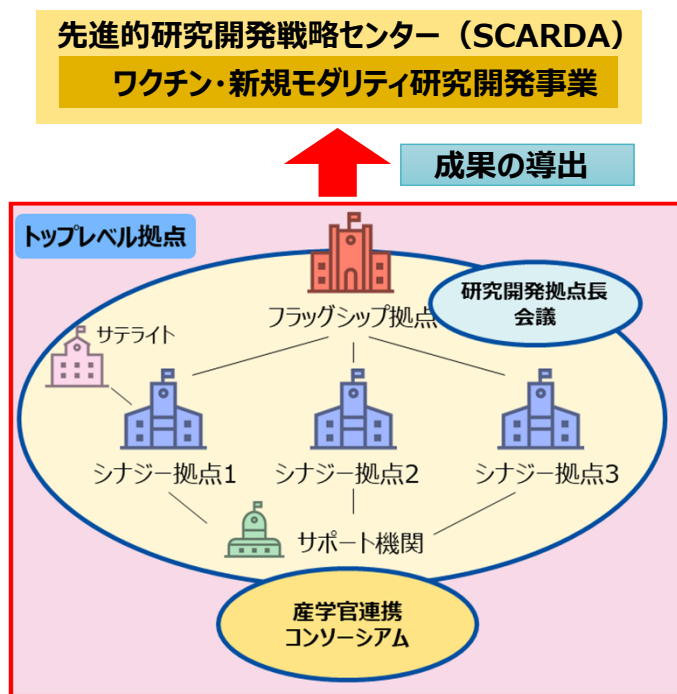 先進的研究開発戦略センター（SCARDA）
ワクチン・新規モダリティ研究開発事業
成果の導出
トップレベル拠点
研究開発拠点長
会議
フラッグシップ拠点
サテライト
シナジー拠点1
シナジー拠点2
シナジー拠点3
サポート機関
産学官連携
コンソーシアム